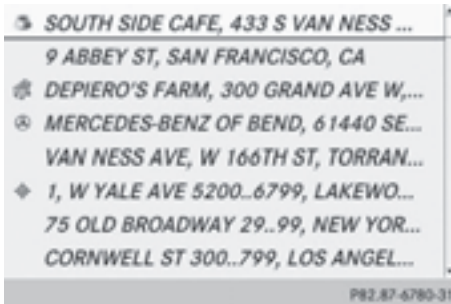 SOUTH SIDE CAFE, 433 S VAN NESS ...
9 ABBEY ST, SAN FRANCISCO, CA
DEPIERO'S FARM, 300 GRAND AVE W,...
MERCEDES-BENZ OF BEND, 61440 SE...
VAN NESS AVE, W 166TH ST, TORRAN...
1, W YALE AVE 5200..6799, LAKEWO...
75 OLD BROADWAY 29..99, NEW YOR...
CORNWELL ST 300..799, LOS ANGEL...
P82.87-6780-31